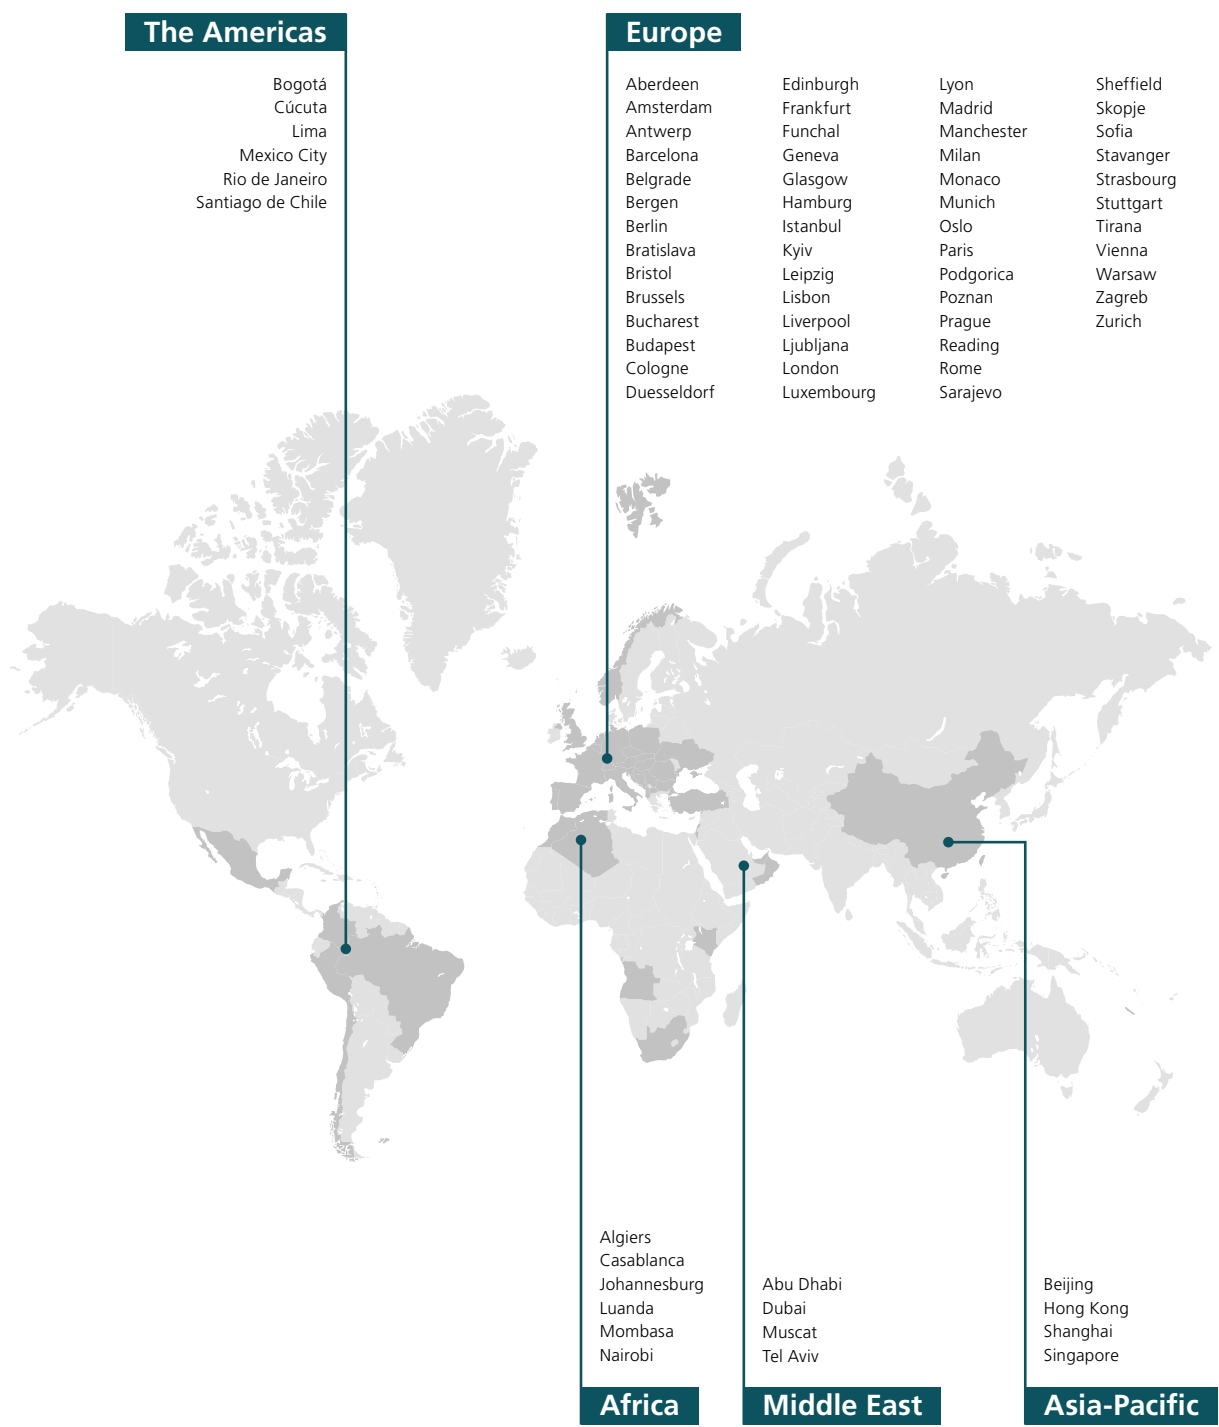 The Americas
Bogotá
Cúcuta
Lima
Mexico City
Rio de Janeiro
Santiago de Chile
Europe
Aberdeen
Amsterdam
Antwerp
Barcelona
Belgrade
Bergen
Berlin
Bratislava
Bristol
Brussels
Bucharest
Budapest
Cologne
Duesseldorf
Edinburgh
Frankfurt
Funchal
Geneva
Glasgow
Hamburg
Istanbul
Kyiv
Leipzig
Lisbon
Liverpool
Ljubljana
London
Luxembourg
Lyon
Madrid
Manchester
Milan
Monaco
Munich
Oslo
Paris
Podgorica
Poznan
Prague
Reading
Rome
Sarajevo
Sheffield
Skopje
Sofia
Stavanger
Strasbourg
Stuttgart
Tirana
Vienna
Warsaw
Zagreb
Zurich
Algiers
Casablanca
Johannesburg
Luanda
Mombasa
Nairobi
Africa
Abu Dhabi
Dubai
Muscat
Tel Aviv
Middle East
Beijing
Hong Kong
Shanghai
Singapore
Asia-Pacific